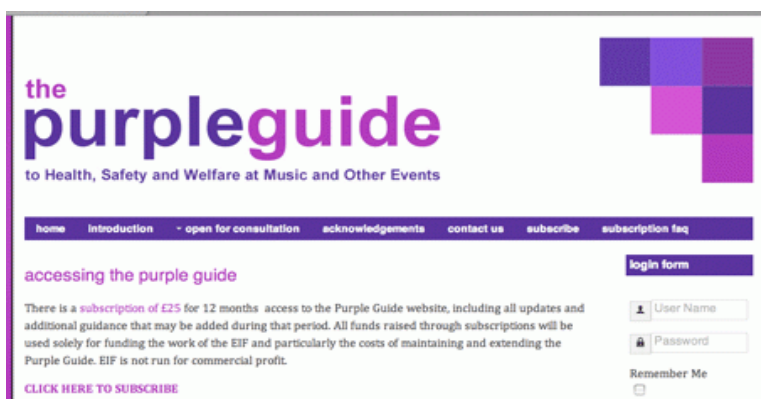 the
purpleguide
to Health, Safety and Welfare at Music and Other Events
home introduction open for consultation acknowledgements contact us subscribe subscription faq
accessing the purple guide
There is a subscription of £25 for 12 months access to the Purple Guide website, including all updates and
additional guidance that may be added during that period. All funds raised through subscriptions will be
used solely for funding the work of the EIF and particularly the costs of maintaining and extending the
Purple Guide. EIF is not run for commercial profit.
CLICK HERE TO SUBSCRIBE
login form
User Name
Password
Remember Me